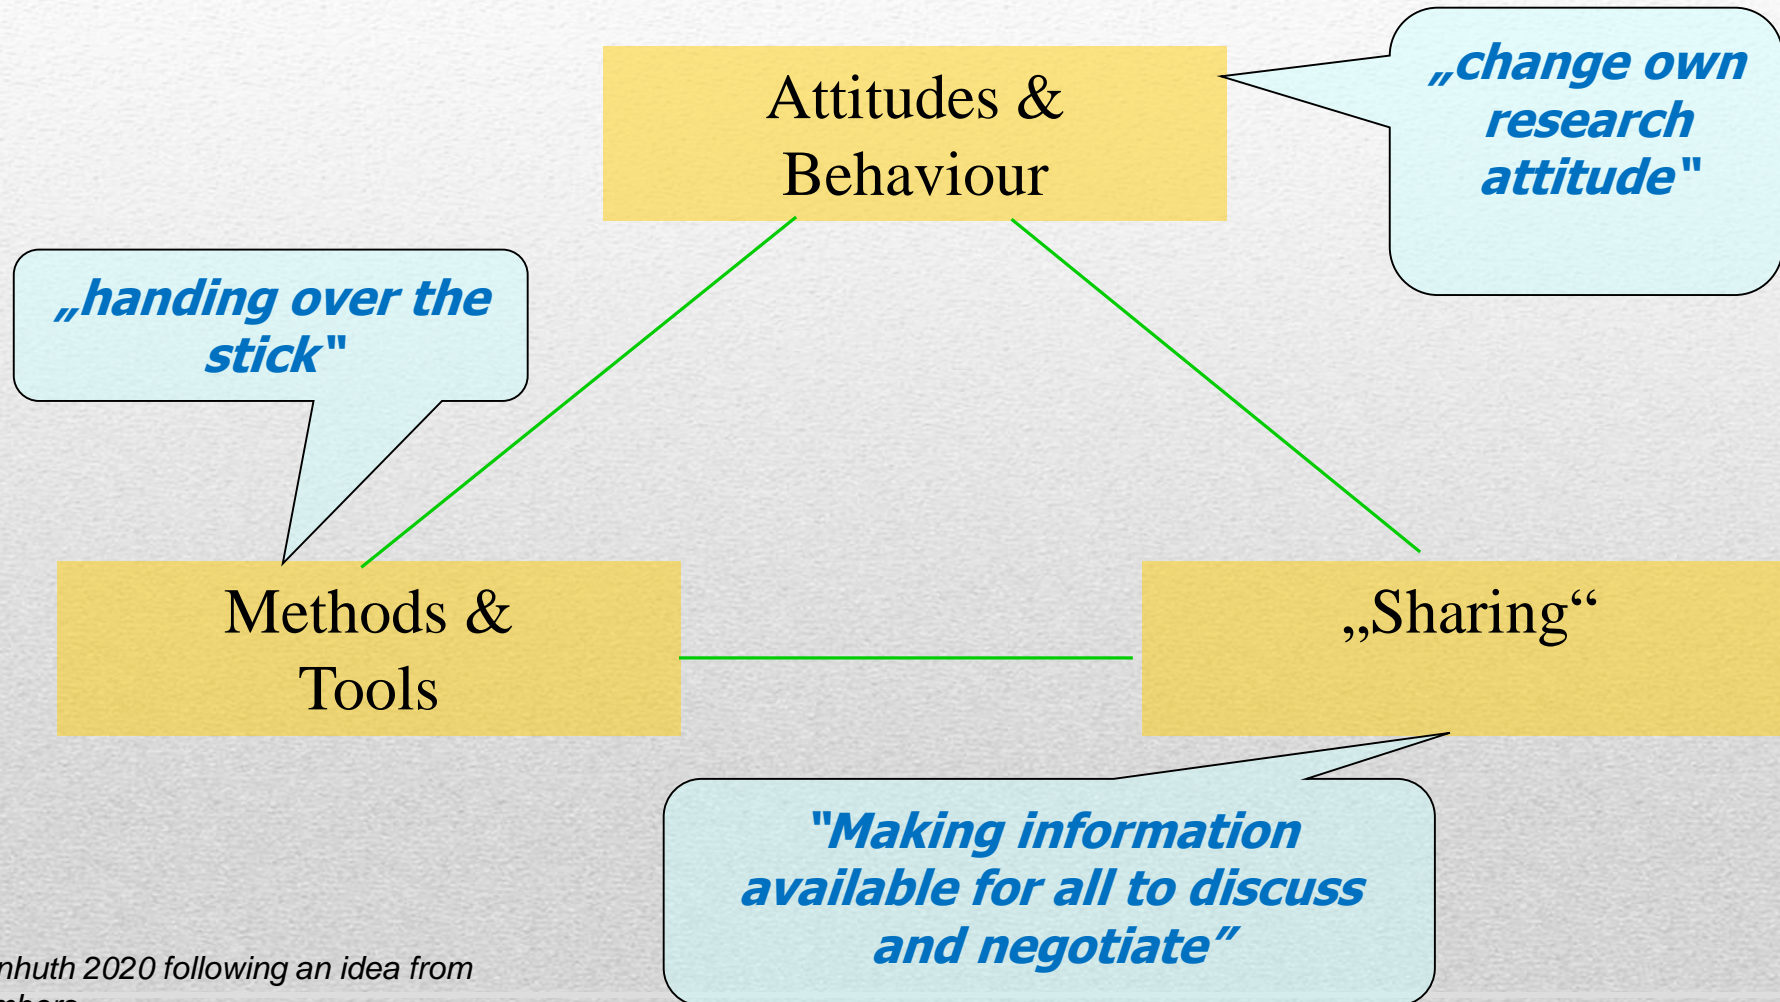 Attitudes &
Behaviour
„change own
research
attitude‟
„handing over the
stick‟
Methods &
Tools
„Sharing“
‟Making information
available for all to discuss
and negotiate”
2020 following an idea from